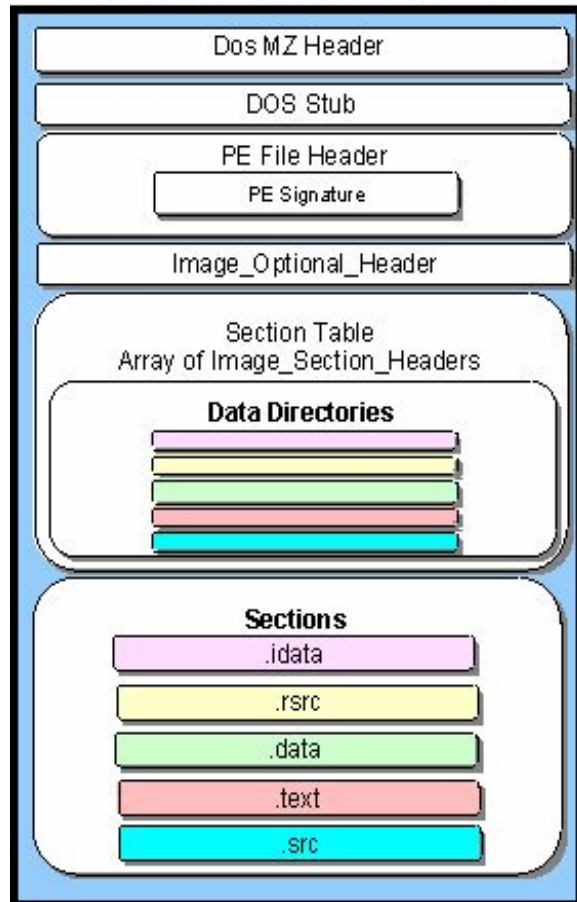 Dos MZ Header
DOS Stub
PE File Header
PE Signature
Image_Optional_Header
Section Table
Array of Image_Section_Headers
Data Directories
Sections
.idata
.rsrc
.data
.text
.src